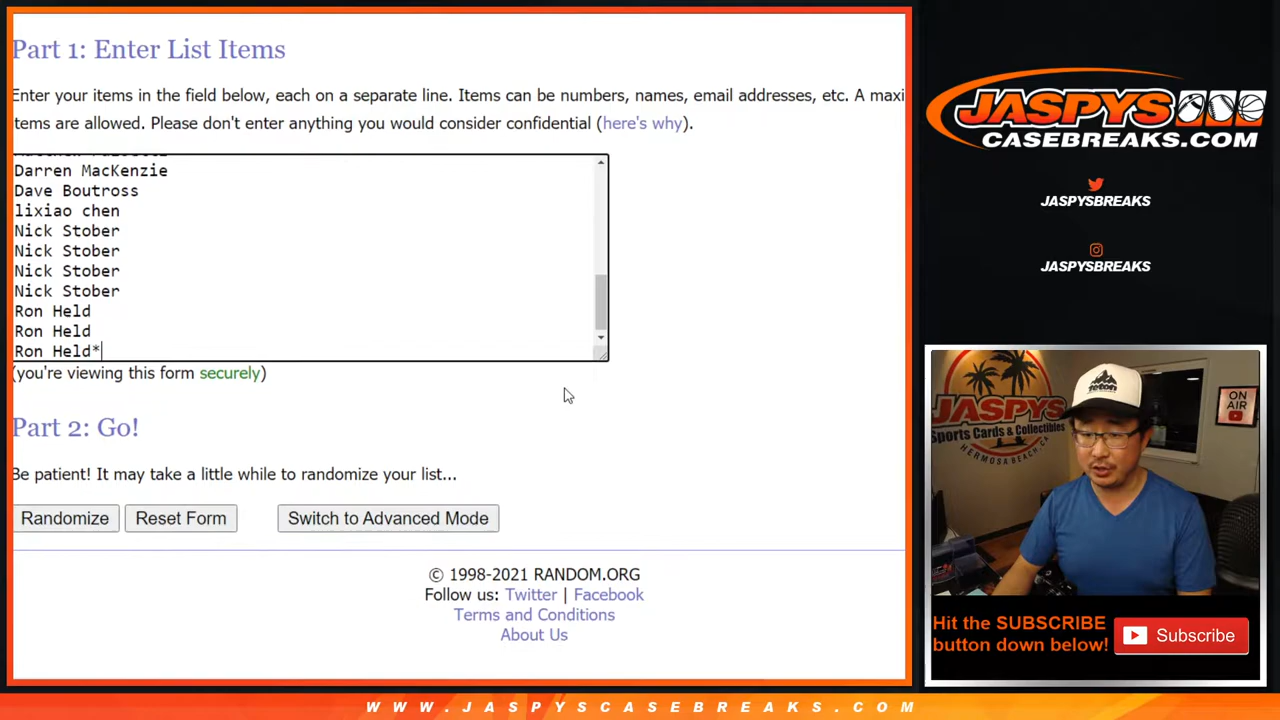 Part 1: Enter List Items
Enter your items in the field below, each on a separate line. Items can be numbers, names, email addresses, etc. A maxi
items are allowed. Please don't enter anything you would consider confidential (here's why).
Darren MacKenzie
Dave Boutross
lixiao chen
Nick Stober
Nick Stober
Nick Stober
Nick Stober
Ron Held
Ron Held
Ron Held*
(you're viewing this form securely)
Part 2: Go!
Be patient! It may take a little while to randomize your list...
Randomize
Reset Form
Switch to Advanced Mode
© 1998-2021 RANDOM.ORG
Follow us: Twitter | Facebook
Terms and Conditions
About Us
JASPYS
CASEBREAKS.COM
JASPYSBREAKS
JASPYSBREAKS
JASPYS
Sports Cards & Collectibles
HERMOSA BEACH, CA
teton
ON
AIR
Hit the SUBSCRIBE
button down below!
Subscribe
WWW.JASPYSCASEBREAKS.COM